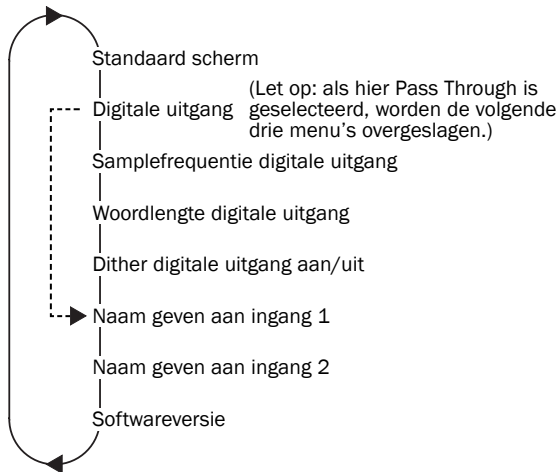 Standaard scherm
Digitale uitgang
(Let op: als hier Pass Through is
geselecteerd, worden de volgende
drie menu's overgeslagen.)
Samplefrequentie digitale uitgang
Woordlengte digitale uitgang
Dither digitale uitgang aan/uit
Naam geven aan ingang 1
Naam geven aan ingang 2
Softwareversie